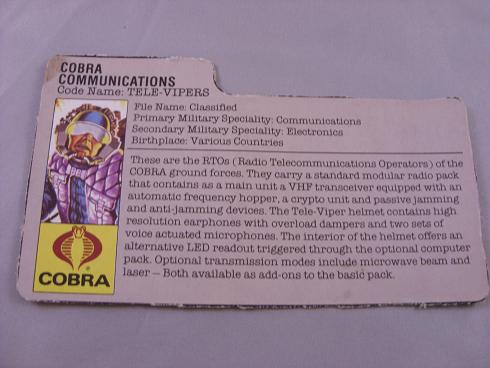 COBRA
COMMUNICATIONS
Code Name: TELE-VIPERS
File Name: Classified
Primary Military Speciality: Communications
Secondary Military Speciality: Electronics
Birthplace: Various Countries
These are the RTOs (Radio Telecommunications Operators) of the
COBRA ground forces. They carry a standard modular radio pack
that contains as a main unit a VHF transceiver equipped with an
automatic frequency hopper, a crypto unit and passive jamming
and anti-jamming devices. The Tele-Viper helmet contains high
resolution earphones with overload dampers and two sets of
voice actuated microphones. The interior of the helmet offers an
alternative LED readout triggered through the optional computer
pack. Optional transmission modes include microwave beam and
laser — Both available as add-ons to the basic pack.
COBRA